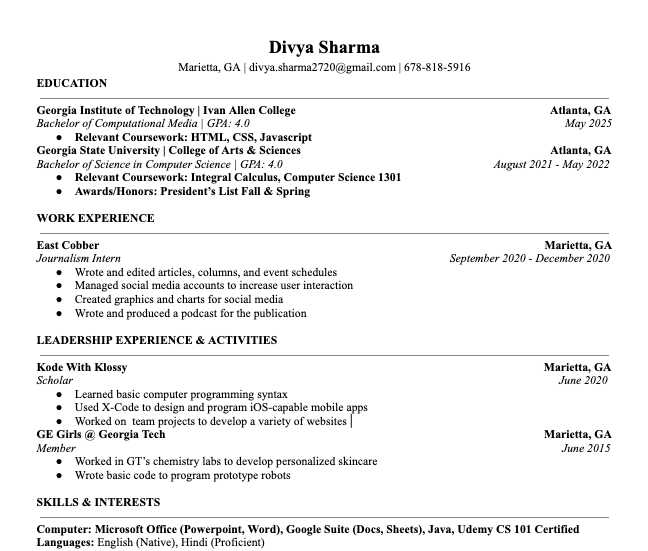 Divya Sharma
Marietta, GA | divya.sharma2720@gmail.com | 678-818-5916
EDUCATION
Georgia Institute of Technology | Ivan Allen College Atlanta, GA
Bachelor of Computational Media | GPA: 4.0 May 2025
● Relevant Coursework: HTML, CSS, Javascript
Georgia State University | College of Arts & Sciences Atlanta, GA
Bachelor of Science in Computer Science | GPA: 4.0 August 2021 - May 2022
● Relevant Coursework: Integral Calculus, Computer Science 1301
● Awards/Honors: President's List Fall & Spring
WORK EXPERIENCE
East Cobber Marietta, GA
Journalism Intern September 2020 - December 2020
● Wrote and edited articles, columns, and event schedules
● Managed social media accounts to increase user interaction
● Created graphics and charts for social media
● Wrote and produced a podcast for the publication
LEADERSHIP EXPERIENCE & ACTIVITIES
Kode With Klossy Marietta, GA
Scholar June 2020
● Learned basic computer programming syntax
● Used X-Code to design and program iOS-capable mobile apps
● Worked on team projects to develop a variety of websites
GE Girls @ Georgia Tech Marietta, GA
Member June 2015
● Worked in GT's chemistry labs to develop personalized skincare
● Wrote basic code to program prototype robots
SKILLS & INTERESTS
Computer: Microsoft Office (Powerpoint, Word), Google Suite (Docs, Sheets), Java, Udemy CS 101 Certified
Languages: English (Native), Hindi (Proficient)